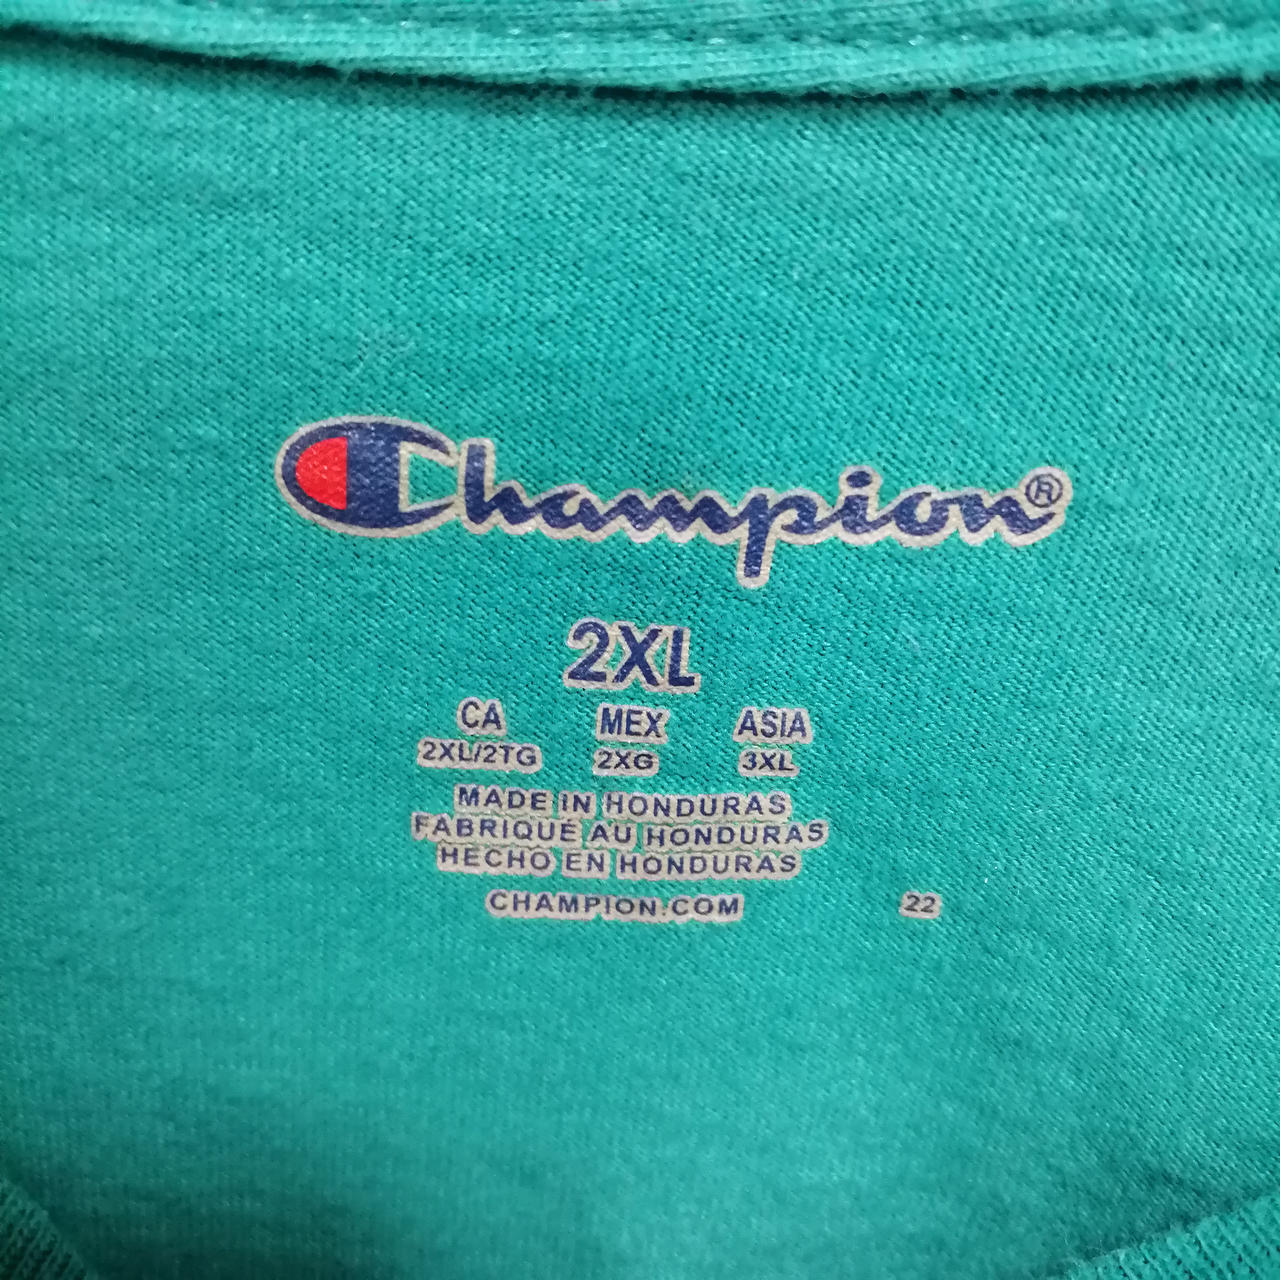 Champion®
2XL
CA MEX ASIA
2XL/2TG 2XG 3XL
MADE IN HONDURAS
FABRIQUÉ AU HONDURAS
HECHO EN HONDURAS
CHAMPION.COM 22